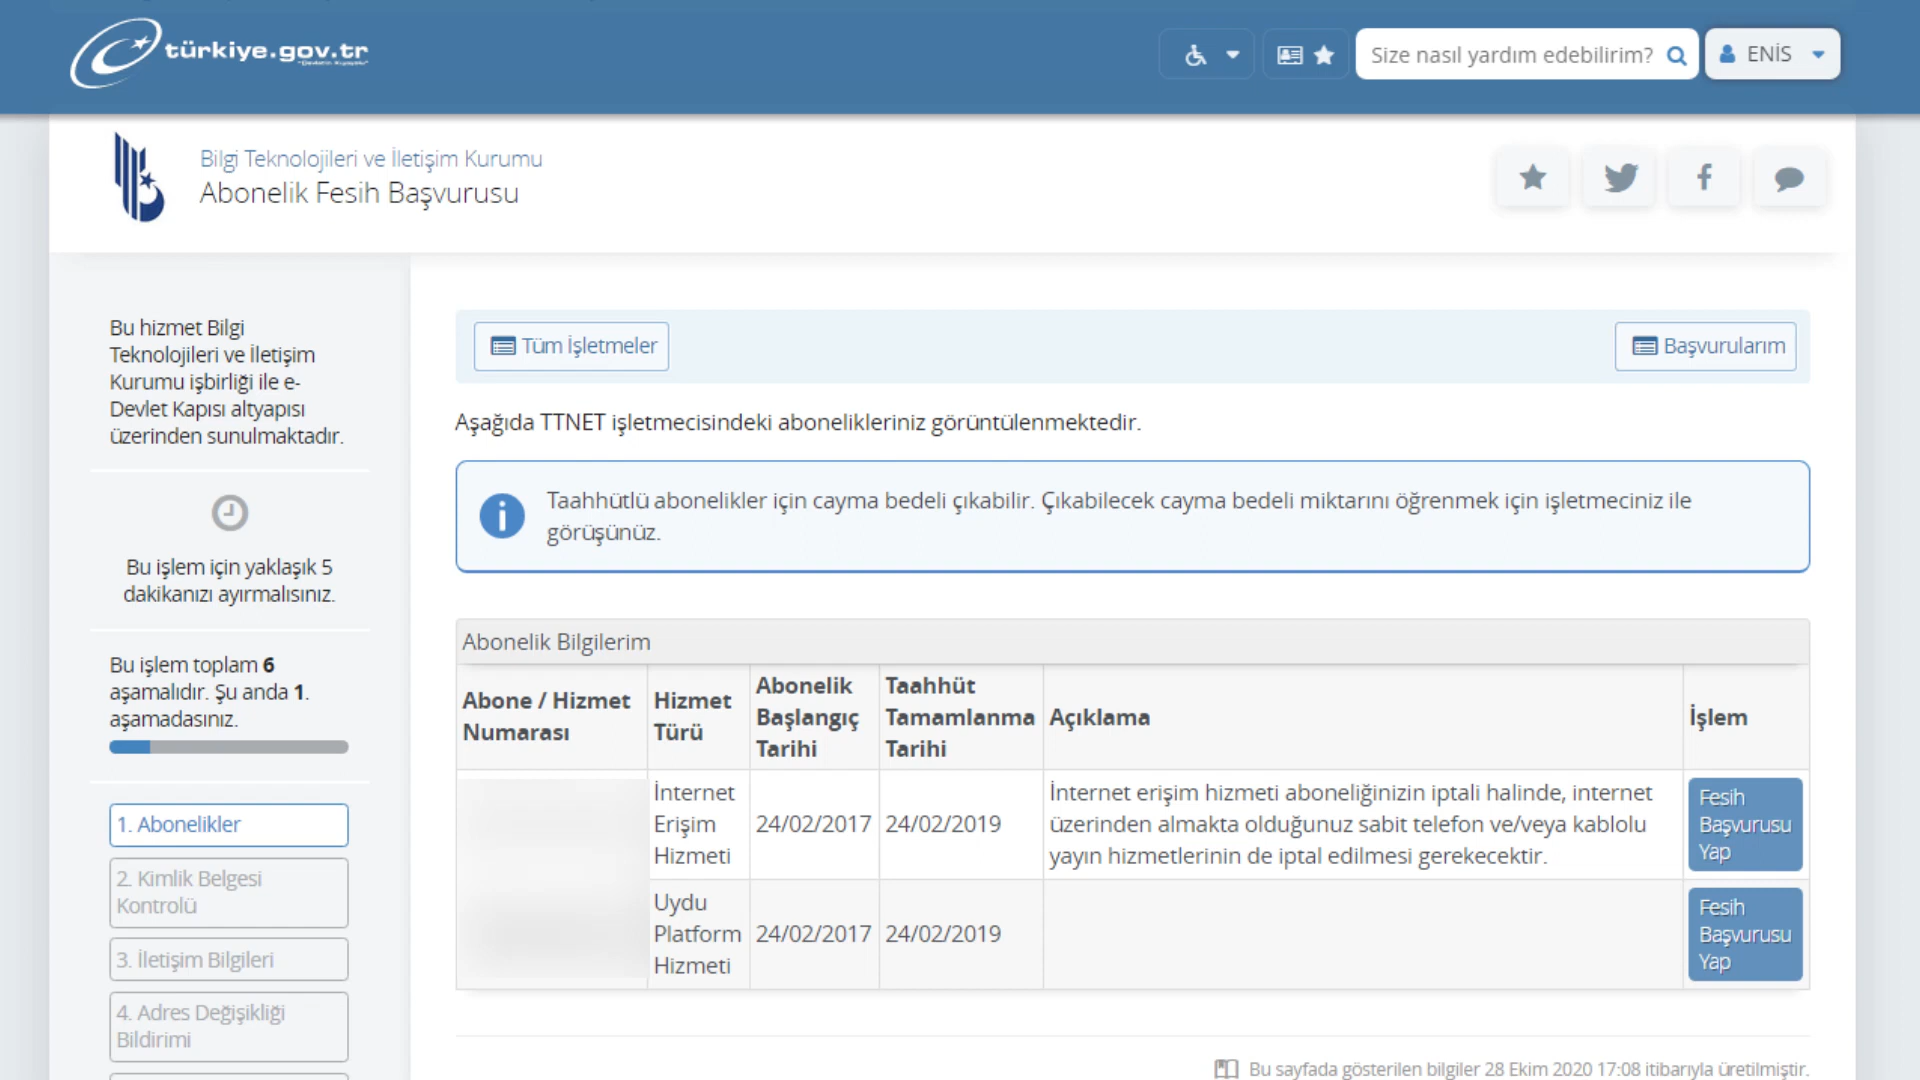 türkiye.gov.tr
Size nasıl yardım edebilirim?
ENİS
Bilgi Teknolojileri ve İletişim Kurumu
Abonelik Fesih Başvurusu
Bu hizmet Bilgi
Teknolojileri ve İletişim
Kurumu işbirliği ile e-
Devlet Kapısı altyapısı
üzerinden sunulmaktadır.
Bu işlem için yaklaşık 5
dakikanızı ayırmalısınız.
Bu işlem toplam 6
aşamalıdır. Şu anda 1.
aşamadasınız.
1. Abonelikler
2. Kimlik Belgesi
Kontrolü
3. İletişim Bilgileri
4. Adres Değişikliği
Bildirimi
Tüm İşletmeler
Başvurularım
Aşağıda TTNET işletmecisindeki abonelikleriniz görüntülenmektedir.
Taahhütlü abonelikler için cayma bedeli çıkabilir. Çıkabilecek cayma bedeli miktarını öğrenmek için işletmeciniz ile
görüşünüz.
Abonelik Bilgilerim
Abone / Hizmet
Numarası
Hizmet
Türü
Abonelik
Başlangıç
Tarihi
Taahhüt
Tamamlanma
Tarihi
Açıklama
İşlem
İnternet
Erişim
Hizmeti
24/02/2017
24/02/2019
İnternet erişim hizmeti aboneliğinizin iptali halinde, internet
üzerinden almakta olduğunuz sabit telefon ve/veya kablolu
yayın hizmetlerinin de iptal edilmesi gerekecektir.
Fesih
Başvurusu
Yap
Uydu
Platform
Hizmeti
24/02/2017
24/02/2019
Fesih
Başvurusu
Yap
Bu sayfada gösterilen bilgiler 28 Ekim 2020 17:08 itibarıyla üretilmiştir.